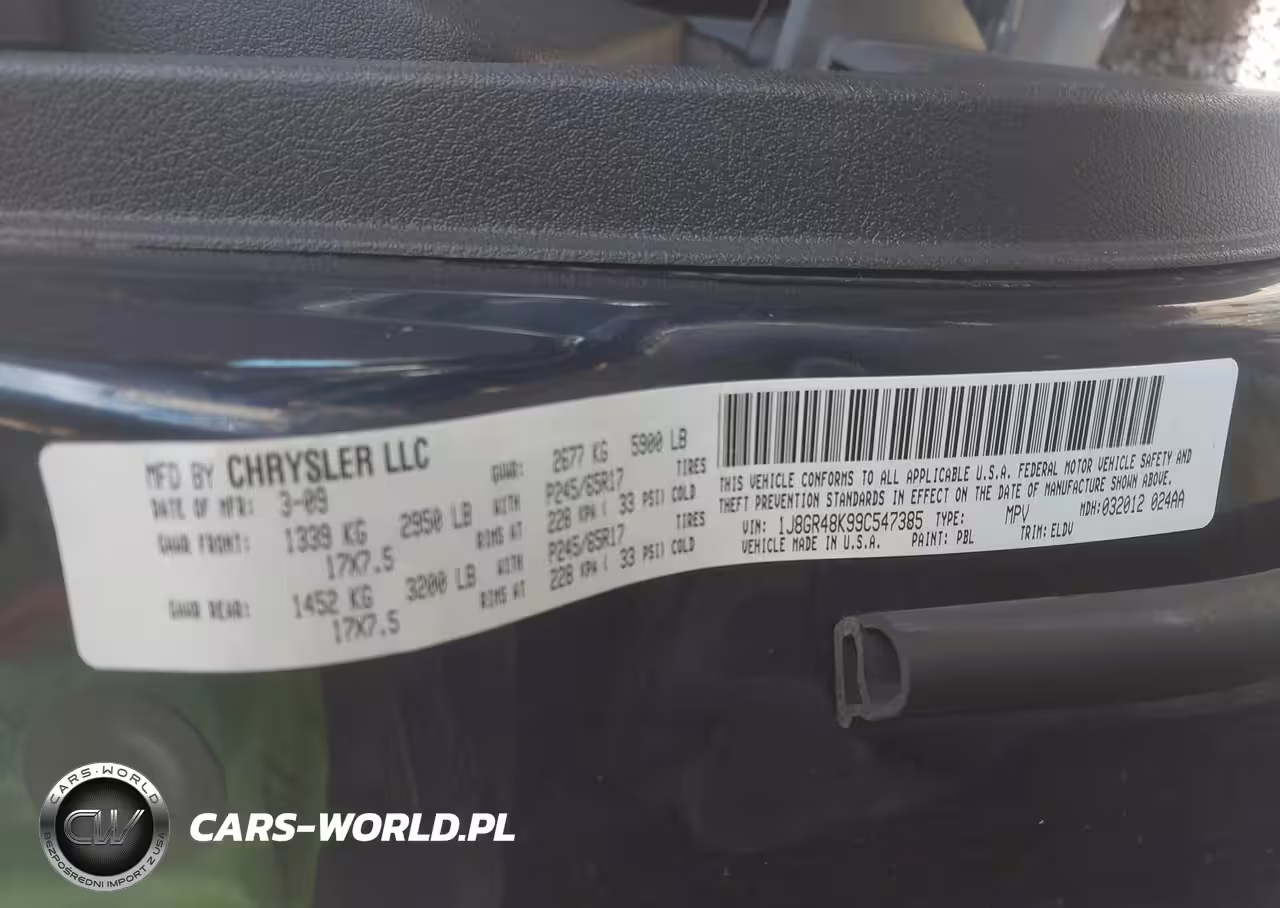 MFD BY CHRYSLER LLC
DATE OF MFR: 3-09
GVWR: 2677 KG 5900 LB
GAWR FRONT: 1339 KG 2950 LB WITH P245/65R17 TIRES
17X7.5 RIMS AT 228 KPA ( 33 PSI) COLD
GAWR REAR: 1452 KG 3200 LB WITH P245/65R17 TIRES
17X7.5 RIMS AT 228 KPA ( 33 PSI) COLD
THIS VEHICLE CONFORMS TO ALL APPLICABLE U.S.A. FEDERAL MOTOR VEHICLE SAFETY AND
THEFT PREVENTION STANDARDS IN EFFECT ON THE DATE OF MANUFACTURE SHOWN ABOVE.
VIN: 1J8GR48K99C547385 TYPE: MPV MDH:032012 024AA
VEHICLE MADE IN U.S.A. PAINT: PBL TRIM: ELDV
CARS-WORLD
CW
BEZPOŚREDNI IMPORT Z USA
CARS-WORLD.PL